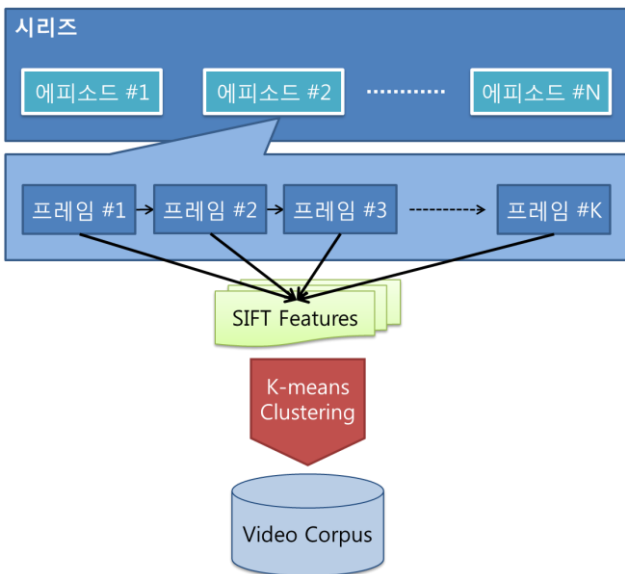 시리즈
에피소드 #1 에피소드 #2 ............ 에피소드 #N
프레임 #1 프레임 #2 프레임 #3 프레임 #K
SIFT Features
K-means
Clustering
Video Corpus